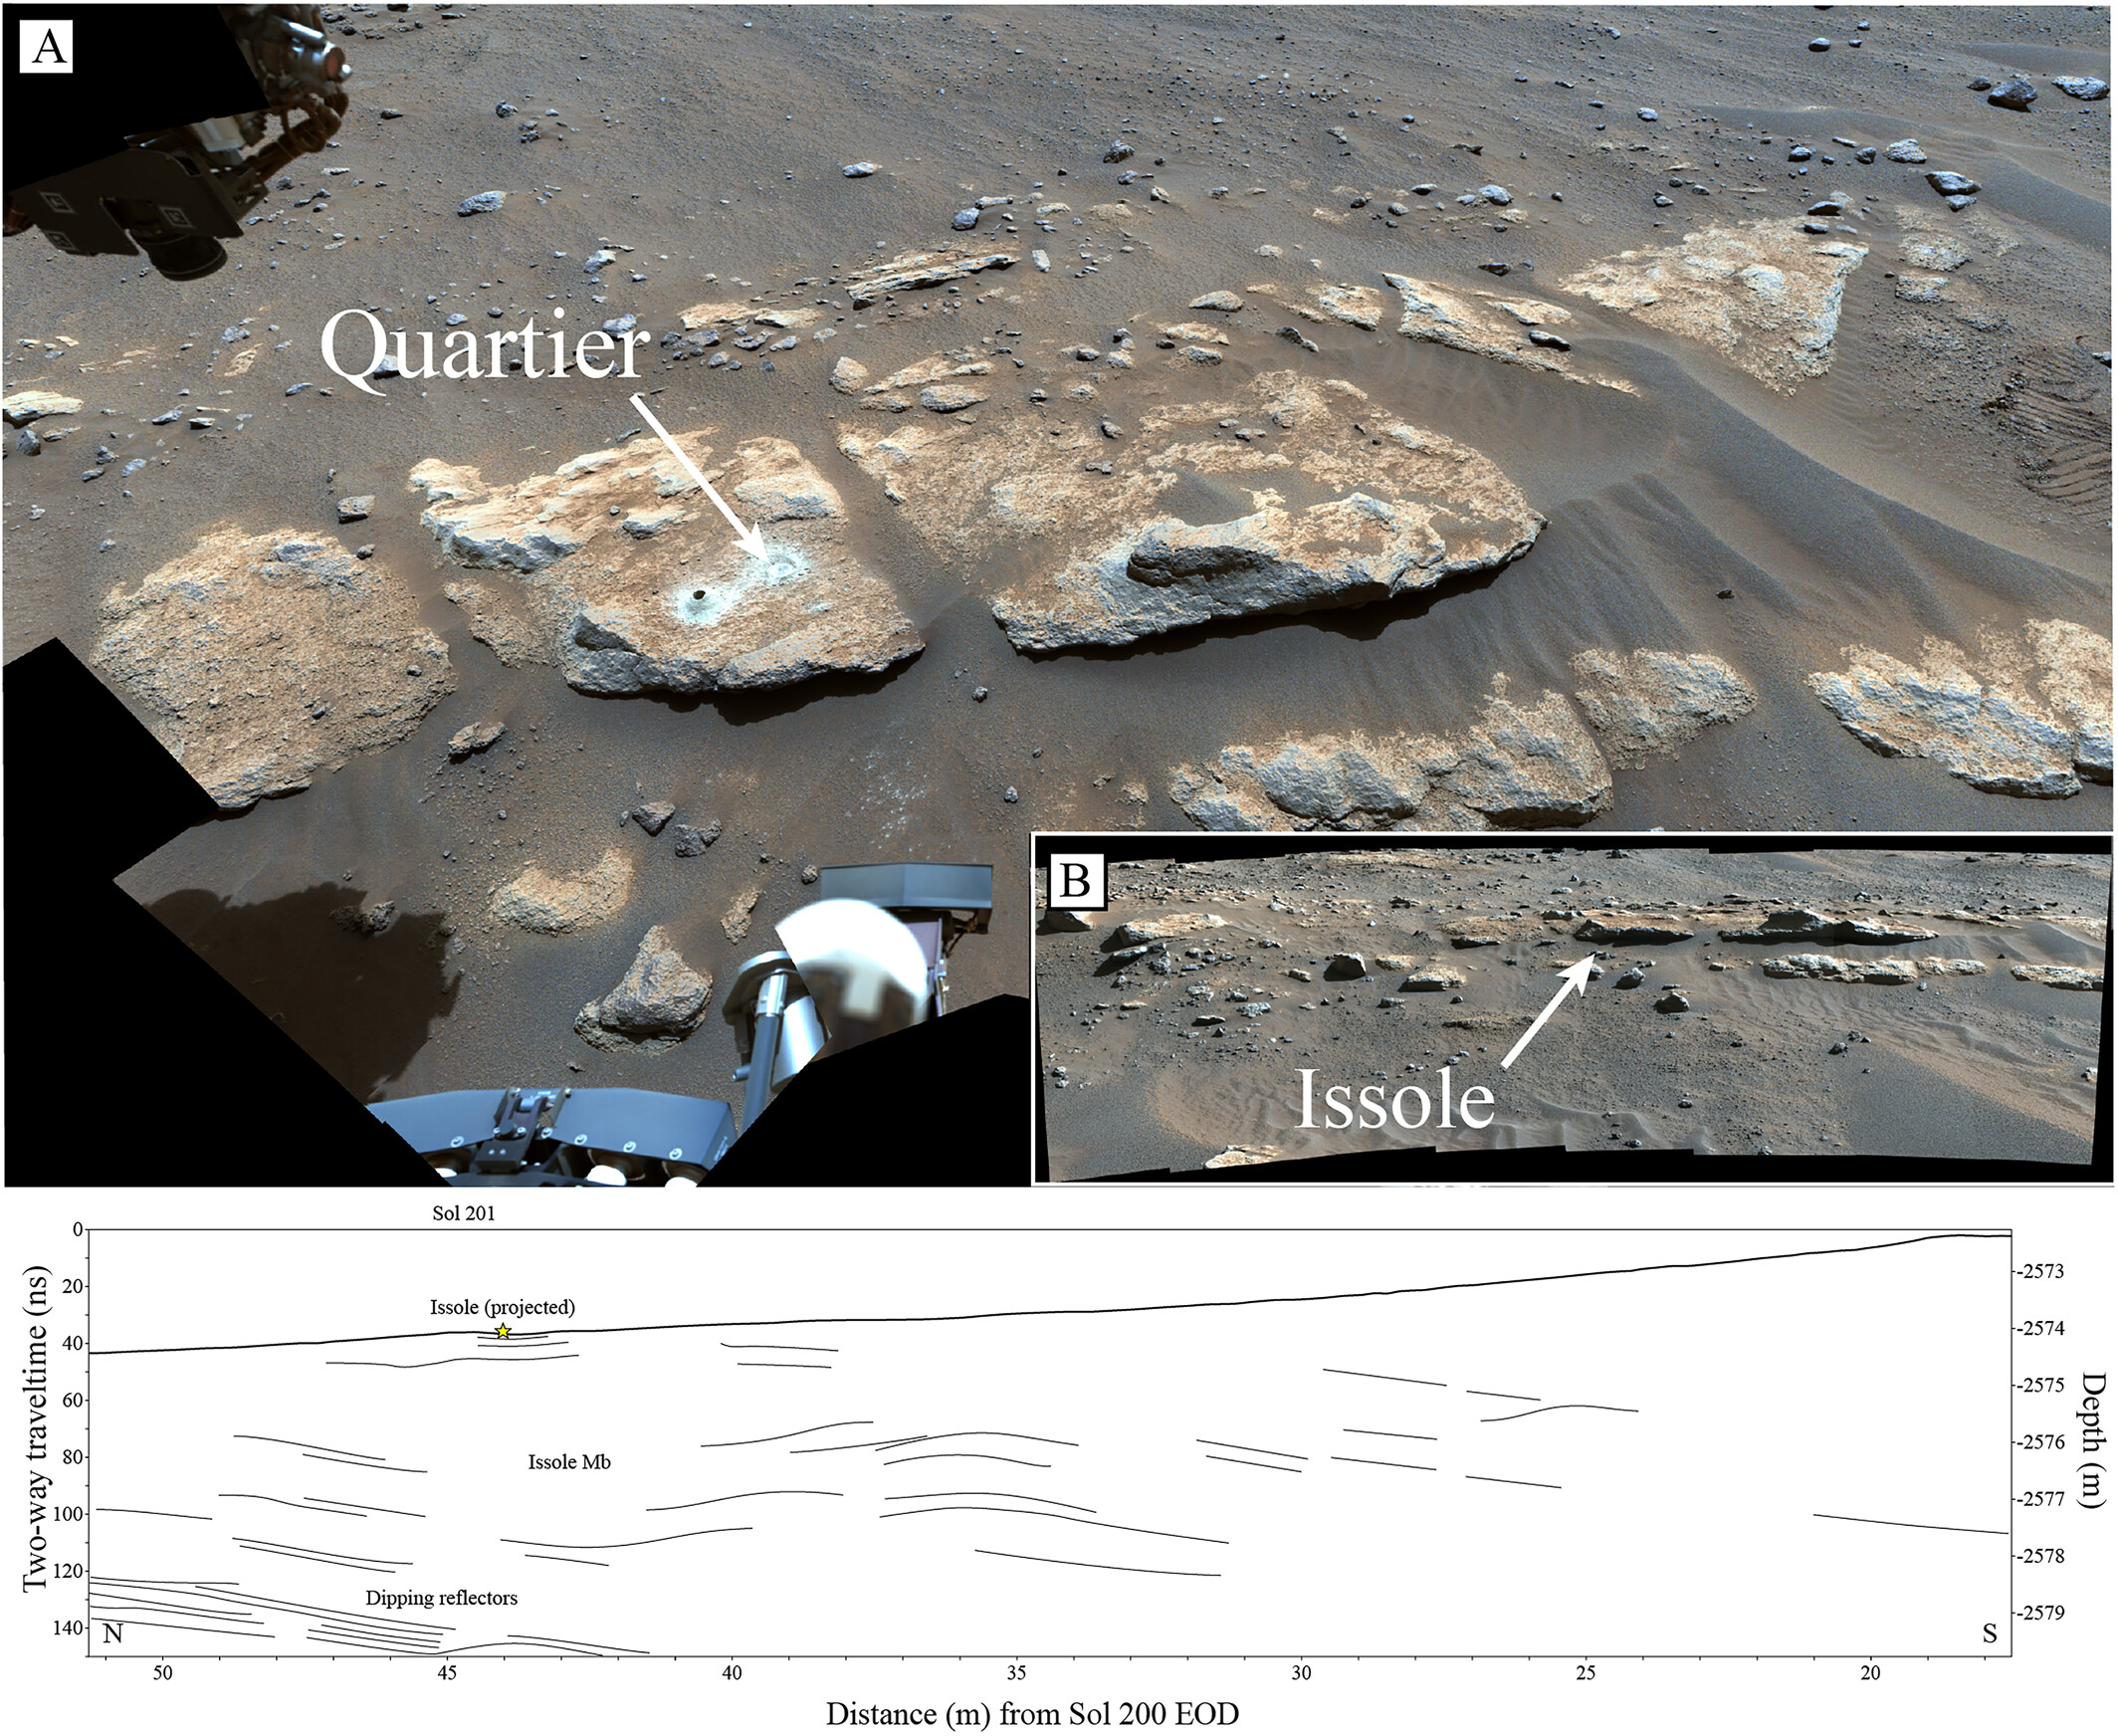 A
Quartier
B
Issole
Sol 201
0
20
40
60
80
100
120
140
Two-way traveltime (ns)
Issole (projected)
Issole Mb
Dipping reflectors
N
S
-2573
-2574
-2575
-2576
-2577
-2578
-2579
Depth (m)
50
45
40
35
30
25
20
Distance (m) from Sol 200 EOD